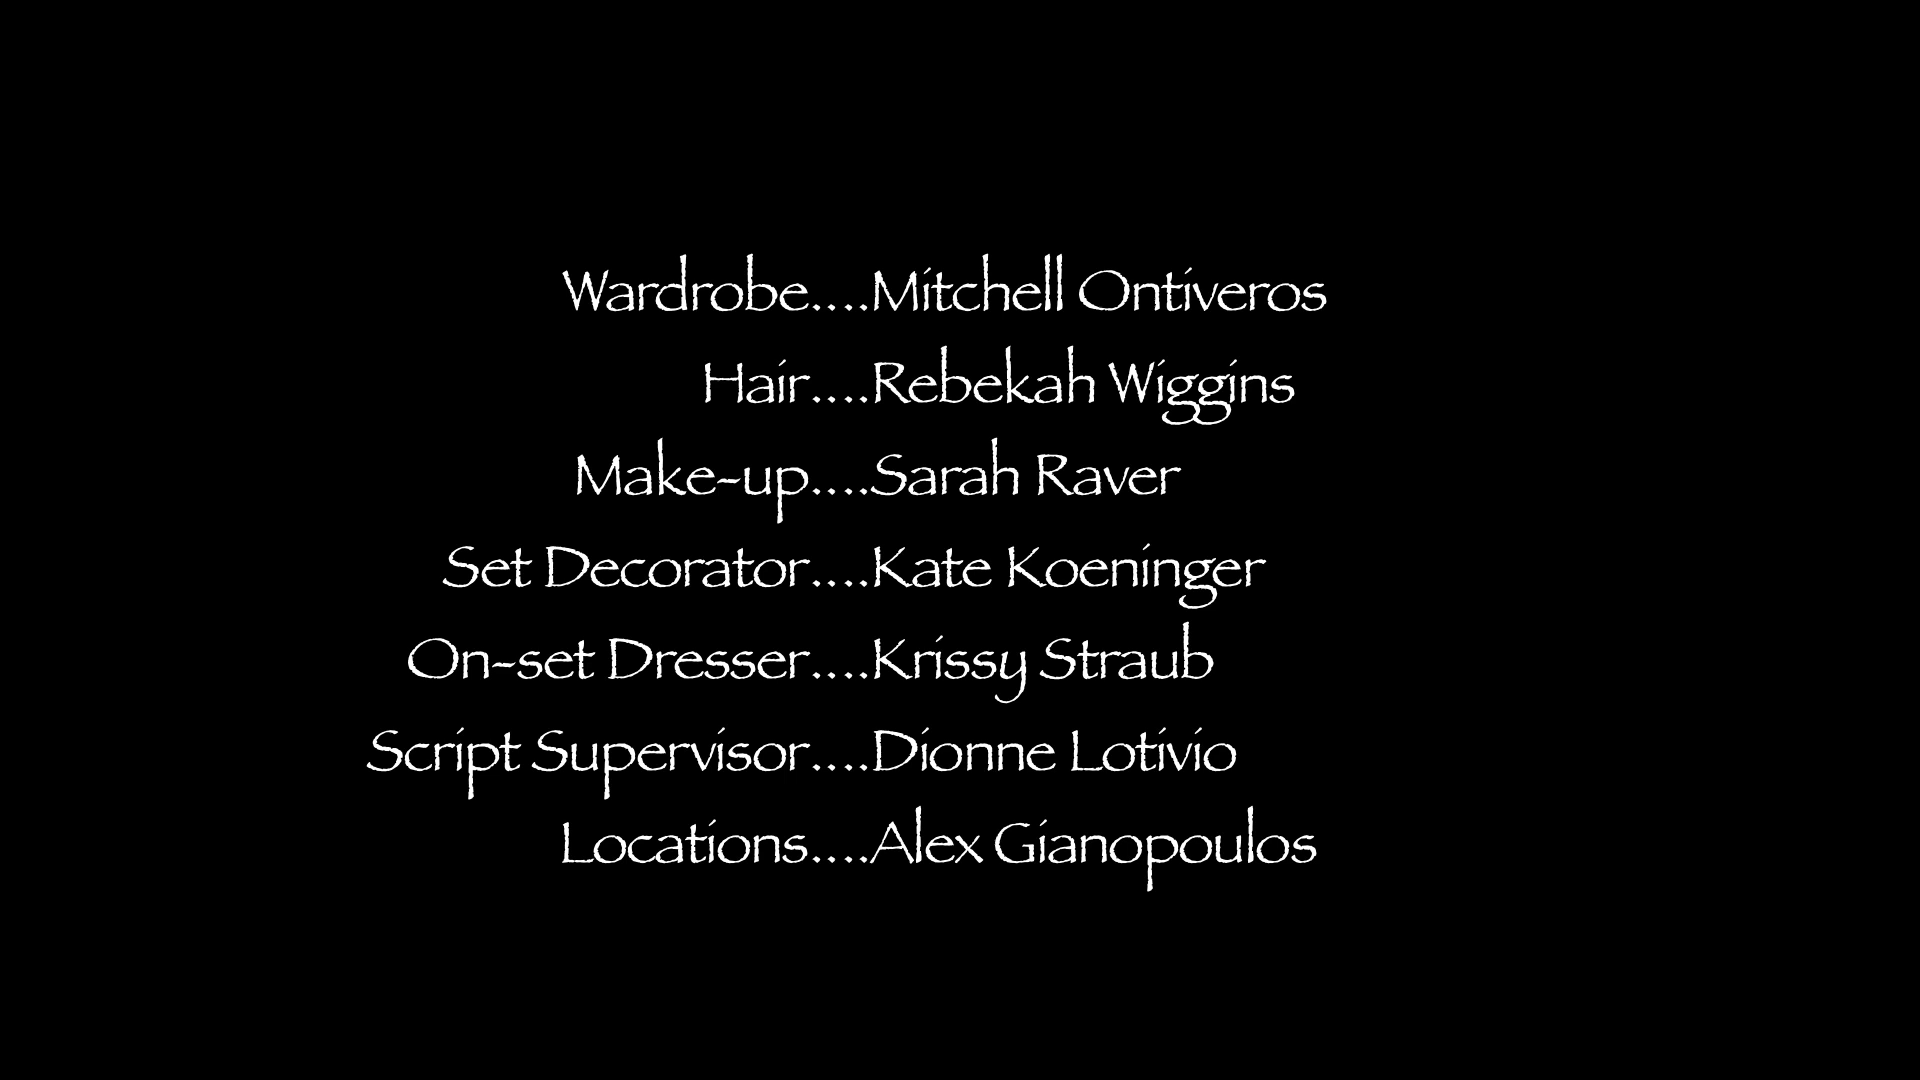 Wardrobe....Mitchell Ontiveros
Hair....Rebekah Wiggins
Make-up....Sarah Raver
Set Decorator....Kate Koeninger
On-set Dresser....Krissy Straub
Script Supervisor....Dionne Lotivio
Locations....Alex Gianopoulos